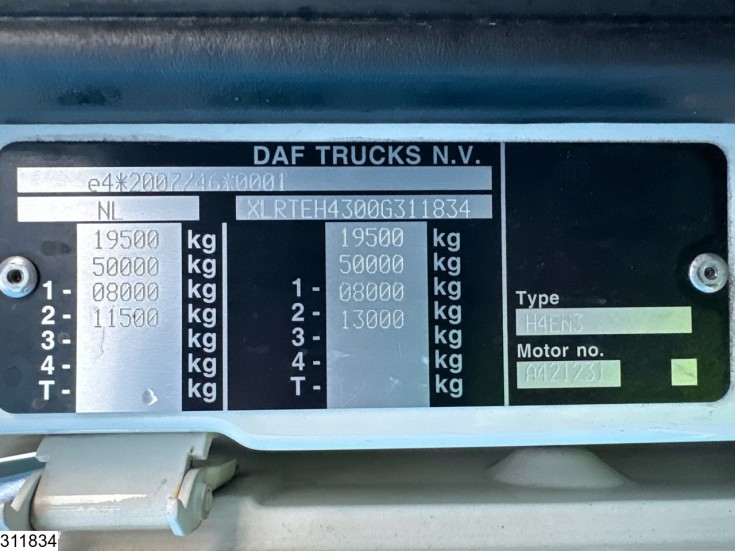 DAF TRUCKS N.V.
e4*2007/46*0001
NL XLRTEH4300G311834
19500 kg 19500 kg
50000 kg 50000 kg
1- 08000 kg 1- 08000 kg
2- 11500 kg 2- 13000 kg
3- kg 3- kg
4- kg 4- kg
T- kg T- kg
Type
H4EN3
Motor no.
311834